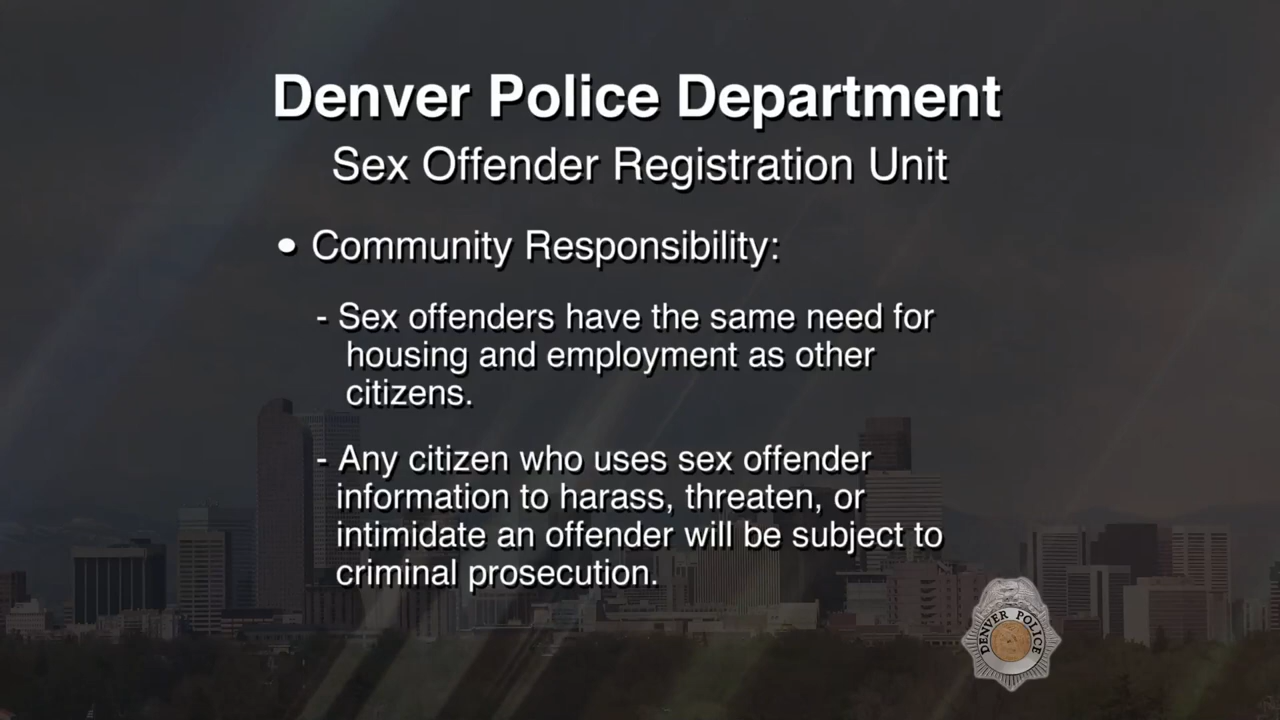 Denver Police Department
Sex Offender Registration Unit
• Community Responsibility:
- Sex offenders have the same need for
housing and employment as other
citizens.
- Any citizen who uses sex offender
information to harass, threaten, or
intimidate an offender will be subject to
criminal prosecution.
DENVER POLICE